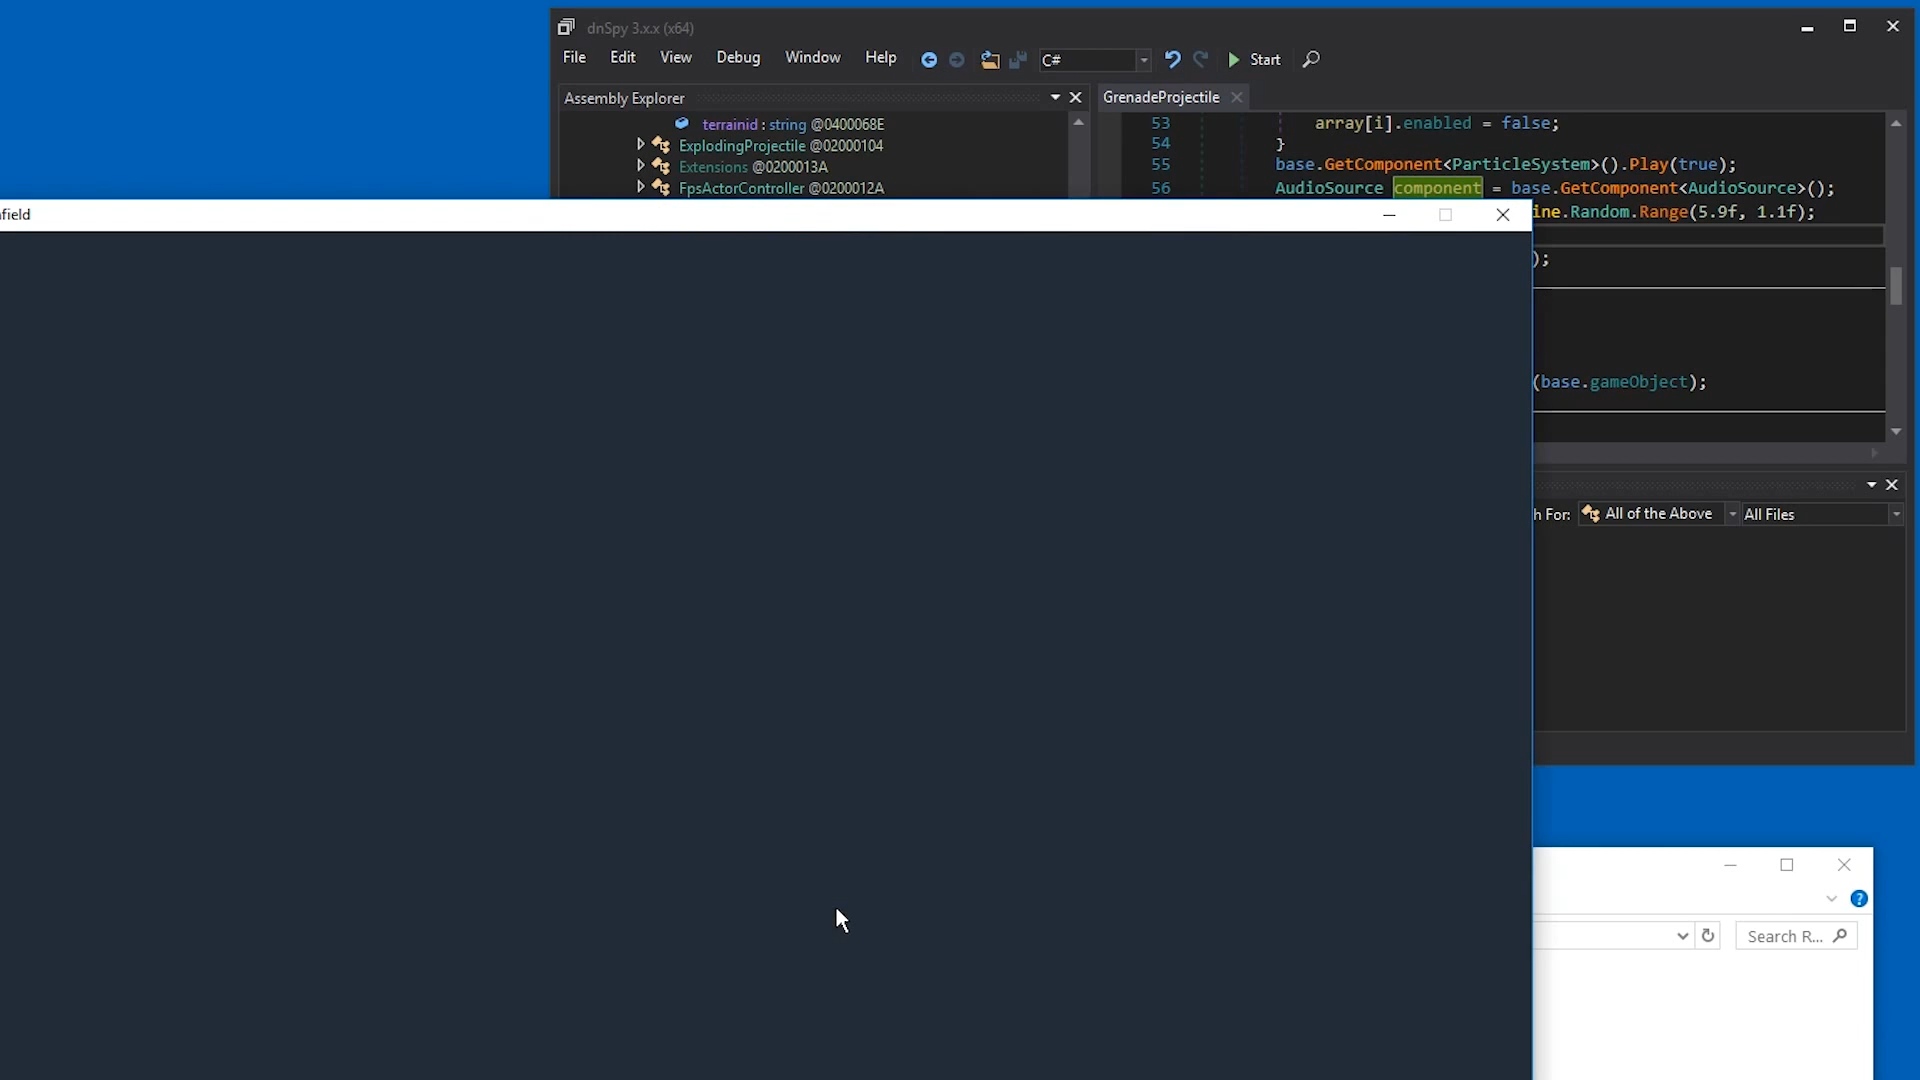 dnSpy 3.x.x (x64)
File Edit View Debug Window Help C# Start
Assembly Explorer
GrenadeProjectile
terrainid : string @0400068E
ExplodingProjectile @02000104
Extensions @0200013A
FpsActorController @0200012A
53 array[i].enabled = false;
54 }
55 base.GetComponent<ParticleSystem>().Play(true);
56 AudioSource component = base.GetComponent<AudioSource>();
ine.Random.Range(5.9f, 1.1f);
);
(base.gameObject);
nfield
h For: All of the Above All Files
?
Search R...